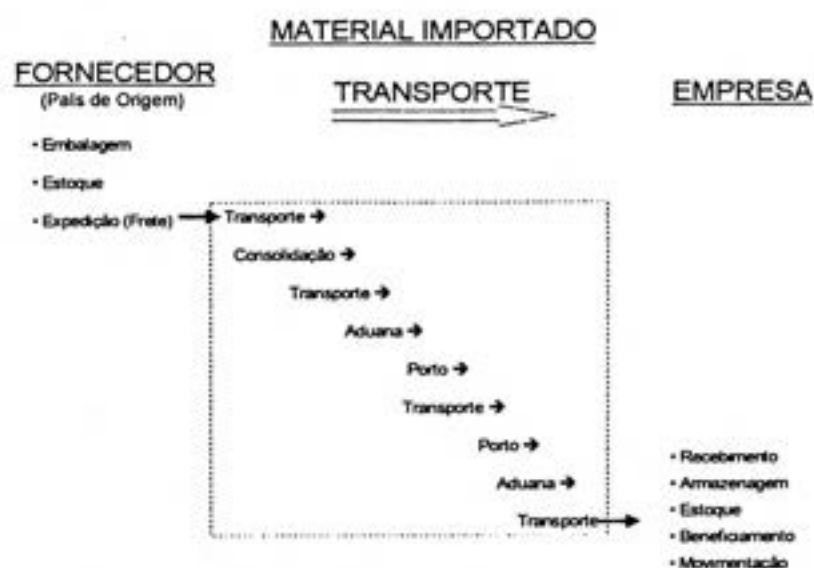 MATERIAL IMPORTADO
FORNECEDOR
(País de Origem)
TRANSPORTE
EMPRESA
• Embalagem
• Estoque
• Expedição (Frete)
Transporte →
Consolidação →
Transporte →
Aduana →
Porto →
Transporte →
Porto →
Aduana →
Transporte
• Recebimento
• Armazenagem
• Estoque
• Beneficiamento
• Movimentação